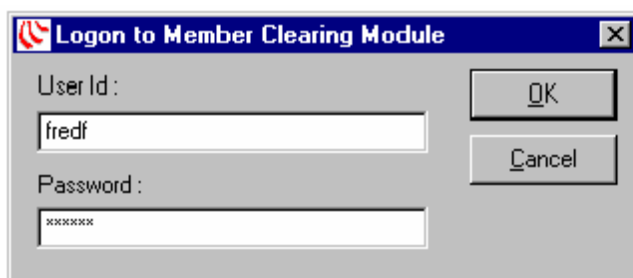 Logon to Member Clearing Module
User Id :
fredf
OK
Password :
******
Cancel